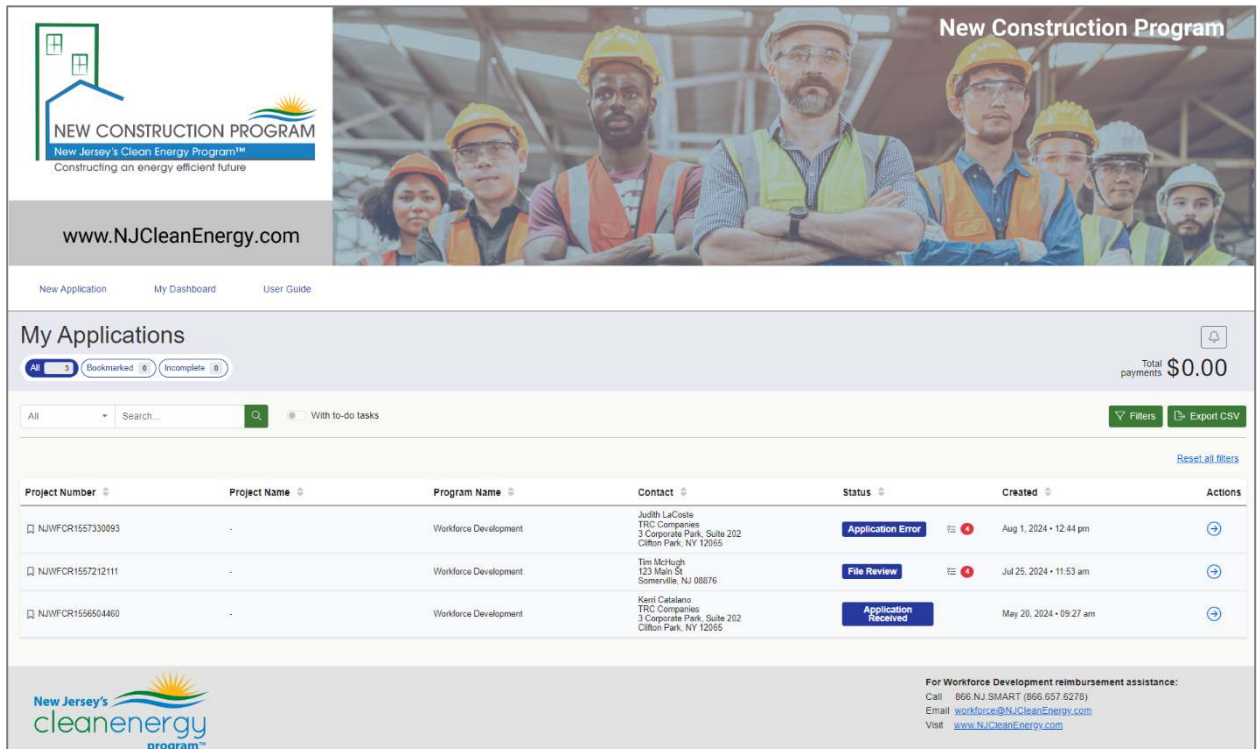 New Construction Program
NEW CONSTRUCTION PROGRAM
New Jersey's Clean Energy Program™
Constructing an energy efficient future
www.NJCleanEnergy.com
New Application My Dashboard User Guide
My Applications
All 3 Bookmarked 0 Incomplete 0
Total
payments $0.00
All Search... With to-do tasks Filters Export CSV
Reset all filters
Project Number Project Name Program Name Contact Status Created Actions
Judith LaCoste
TRC Companies
NJWFCR1557330093 - Workforce Development Application Error 4 Aug 1, 2024 • 12:44 pm
3 Corporate Park, Suite 202
Clifton Park, NY 12065
Tim McHugh
NJWFCR1557212111 - Workforce Development 123 Main St File Review 4 Jul 25, 2024 • 11:53 am
Somerville, NJ 08876
Kerri Catalano
TRC Companies
NJWFCR1556504460 - Workforce Development Application Received May 20, 2024 • 09:27 am
3 Corporate Park, Suite 202
Clifton Park, NY 12065
New Jersey's
cleanenergy
program™
For Workforce Development reimbursement assistance:
Call 866.NJ.SMART (866.657.6278)
Email workforce@NJCleanEnergy.com
Visit www.NJCleanEnergy.com